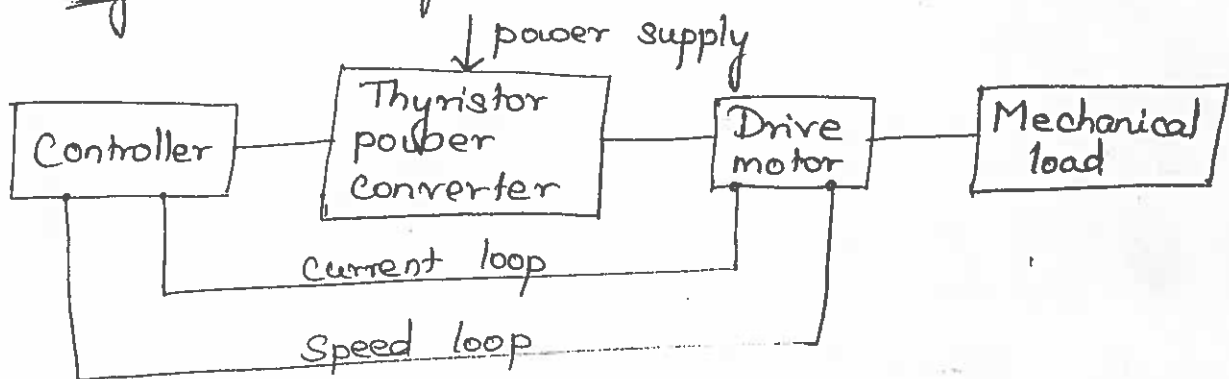 power supply
Controller
Thyristor
power
converter
Drive
motor
Mechanical
load
Current loop
Speed loop